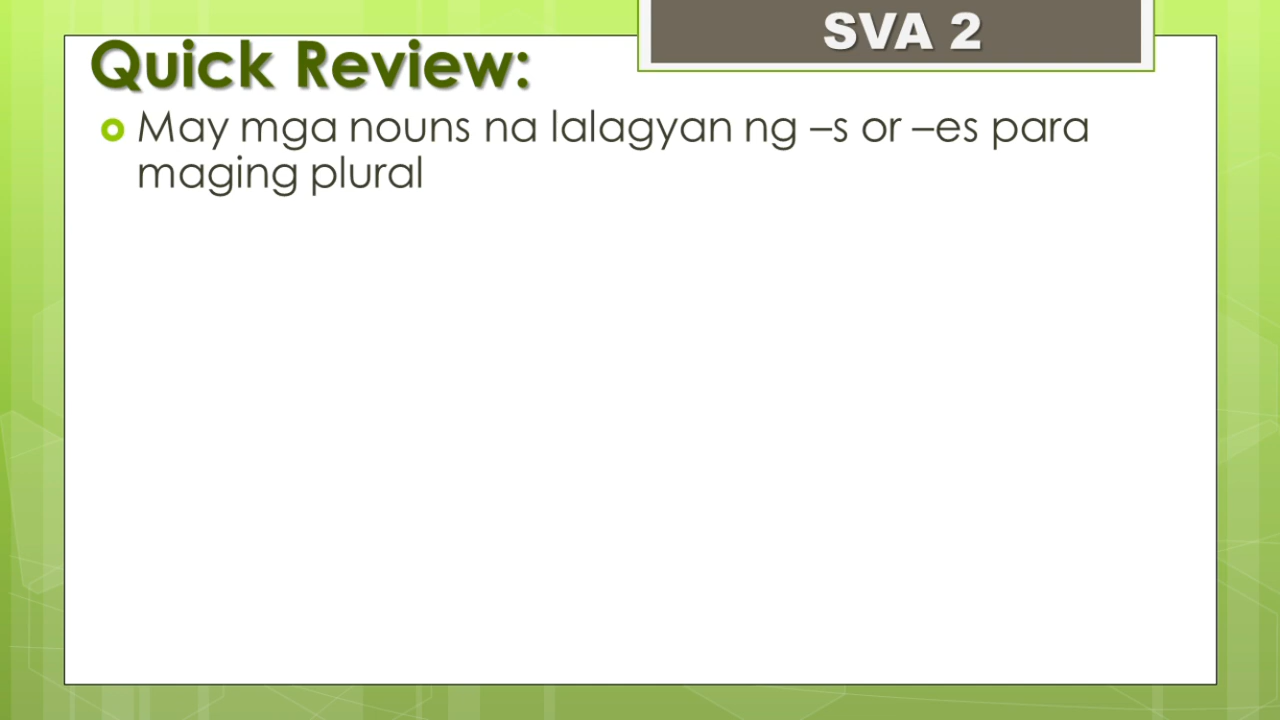 SVA 2
Quick Review:
May mga nouns na lalagyan ng –s or –es para
maging plural